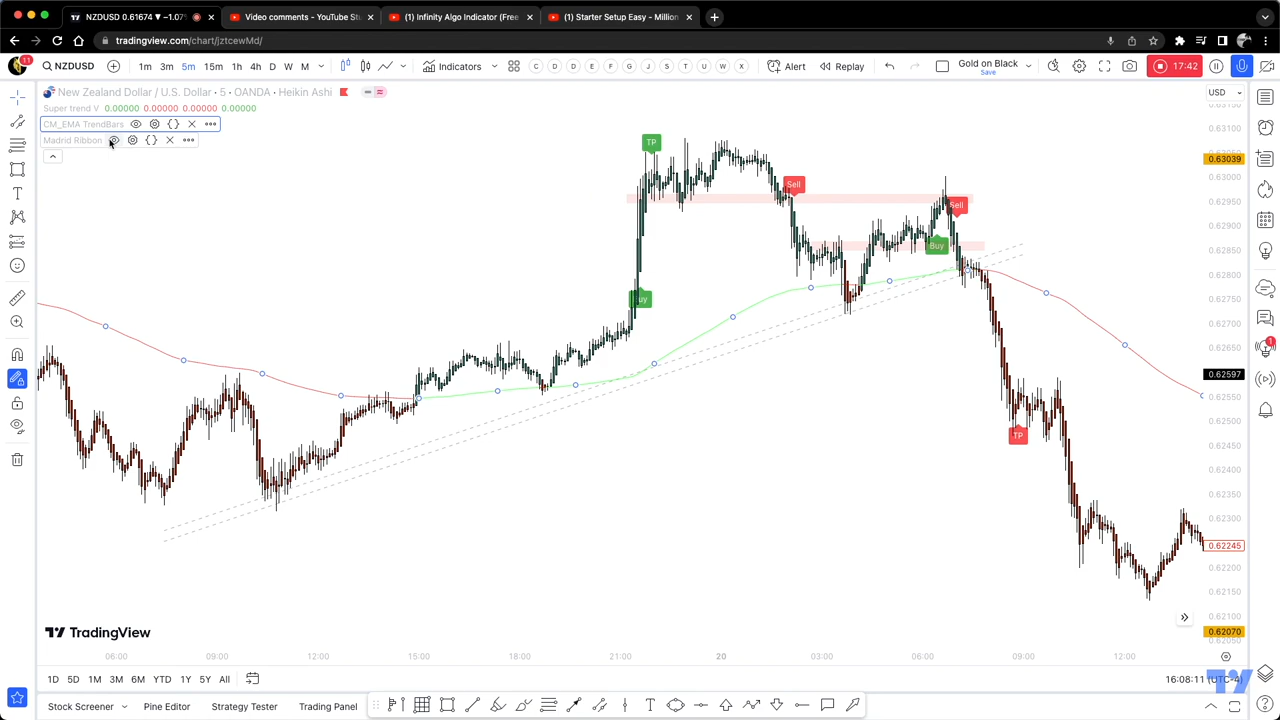 NZDUSD 0.61674 ▼ −1.07%
Video comments - YouTube St
(1) Infinity Algo Indicator (Free
(1) Starter Setup Easy - Million
tradingview.com/chart/jztcewMd/
11
NZDUSD
1m 3m 5m 15m 1h 4h D W M
Indicators
C D D E F G J S T U W X
Alert
Replay
Gold on Black
Save
17:42
New Zealand Dollar / U.S. Dollar · 5 · OANDA · Heikin Ashi
USD
Super trend V 0.00000 0.00000 0.00000 0.00000
CM_EMA TrendBars
Madrid Ribbon
TP
Sell
Sell
Buy
uy
TP
0.63150
0.63100
0.63039
0.63050
0.63000
0.62950
0.62900
0.62850
0.62800
0.62750
0.62700
0.62650
0.62597
0.62550
0.62500
0.62450
0.62400
0.62350
0.62300
0.62245
0.62200
0.62150
0.62100
0.62070
0.62050
1
TradingView
06:00 09:00 12:00 15:00 18:00 21:00 20 03:00 06:00 09:00 12:00
1D 5D 1M 3M 6M YTD 1Y 5Y All
16:08:11 (UTC-4)
Stock Screener
Pine Editor
Strategy Tester
Trading Panel